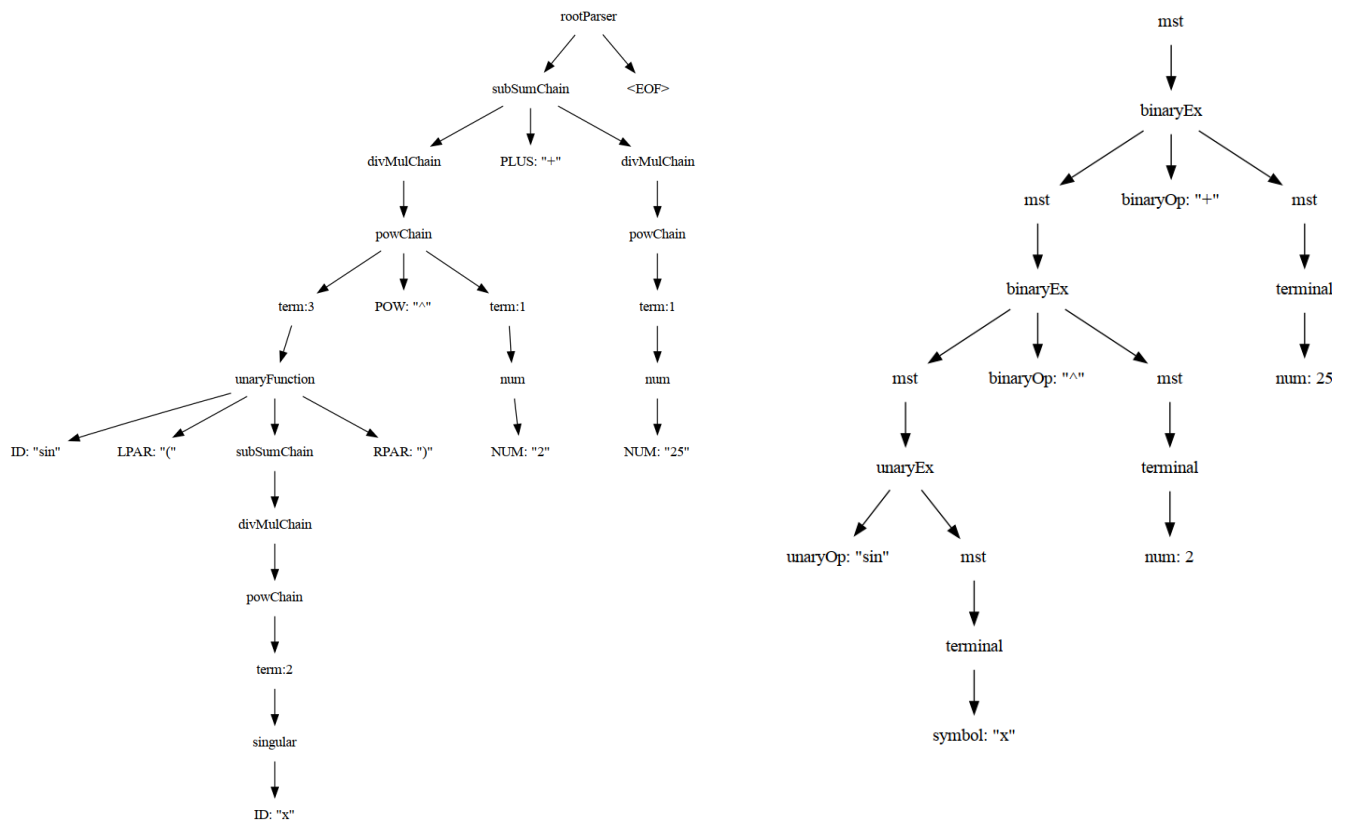 rootParser
subSumChain <EOF>
divMulChain PLUS: "+" divMulChain
powChain powChain
term:3 POW: "^" term:1 term:1
unaryFunction num num
ID: "sin" LPAR: "(" subSumChain RPAR: ")" NUM: "2" NUM: "25"
divMulChain
powChain
term:2
singular
ID: "x"
mst
binaryEx
mst binaryOp: "+" mst
binaryEx terminal
mst binaryOp: "^" mst num: 25
unaryEx terminal
unaryOp: "sin" mst num: 2
terminal
symbol: "x"